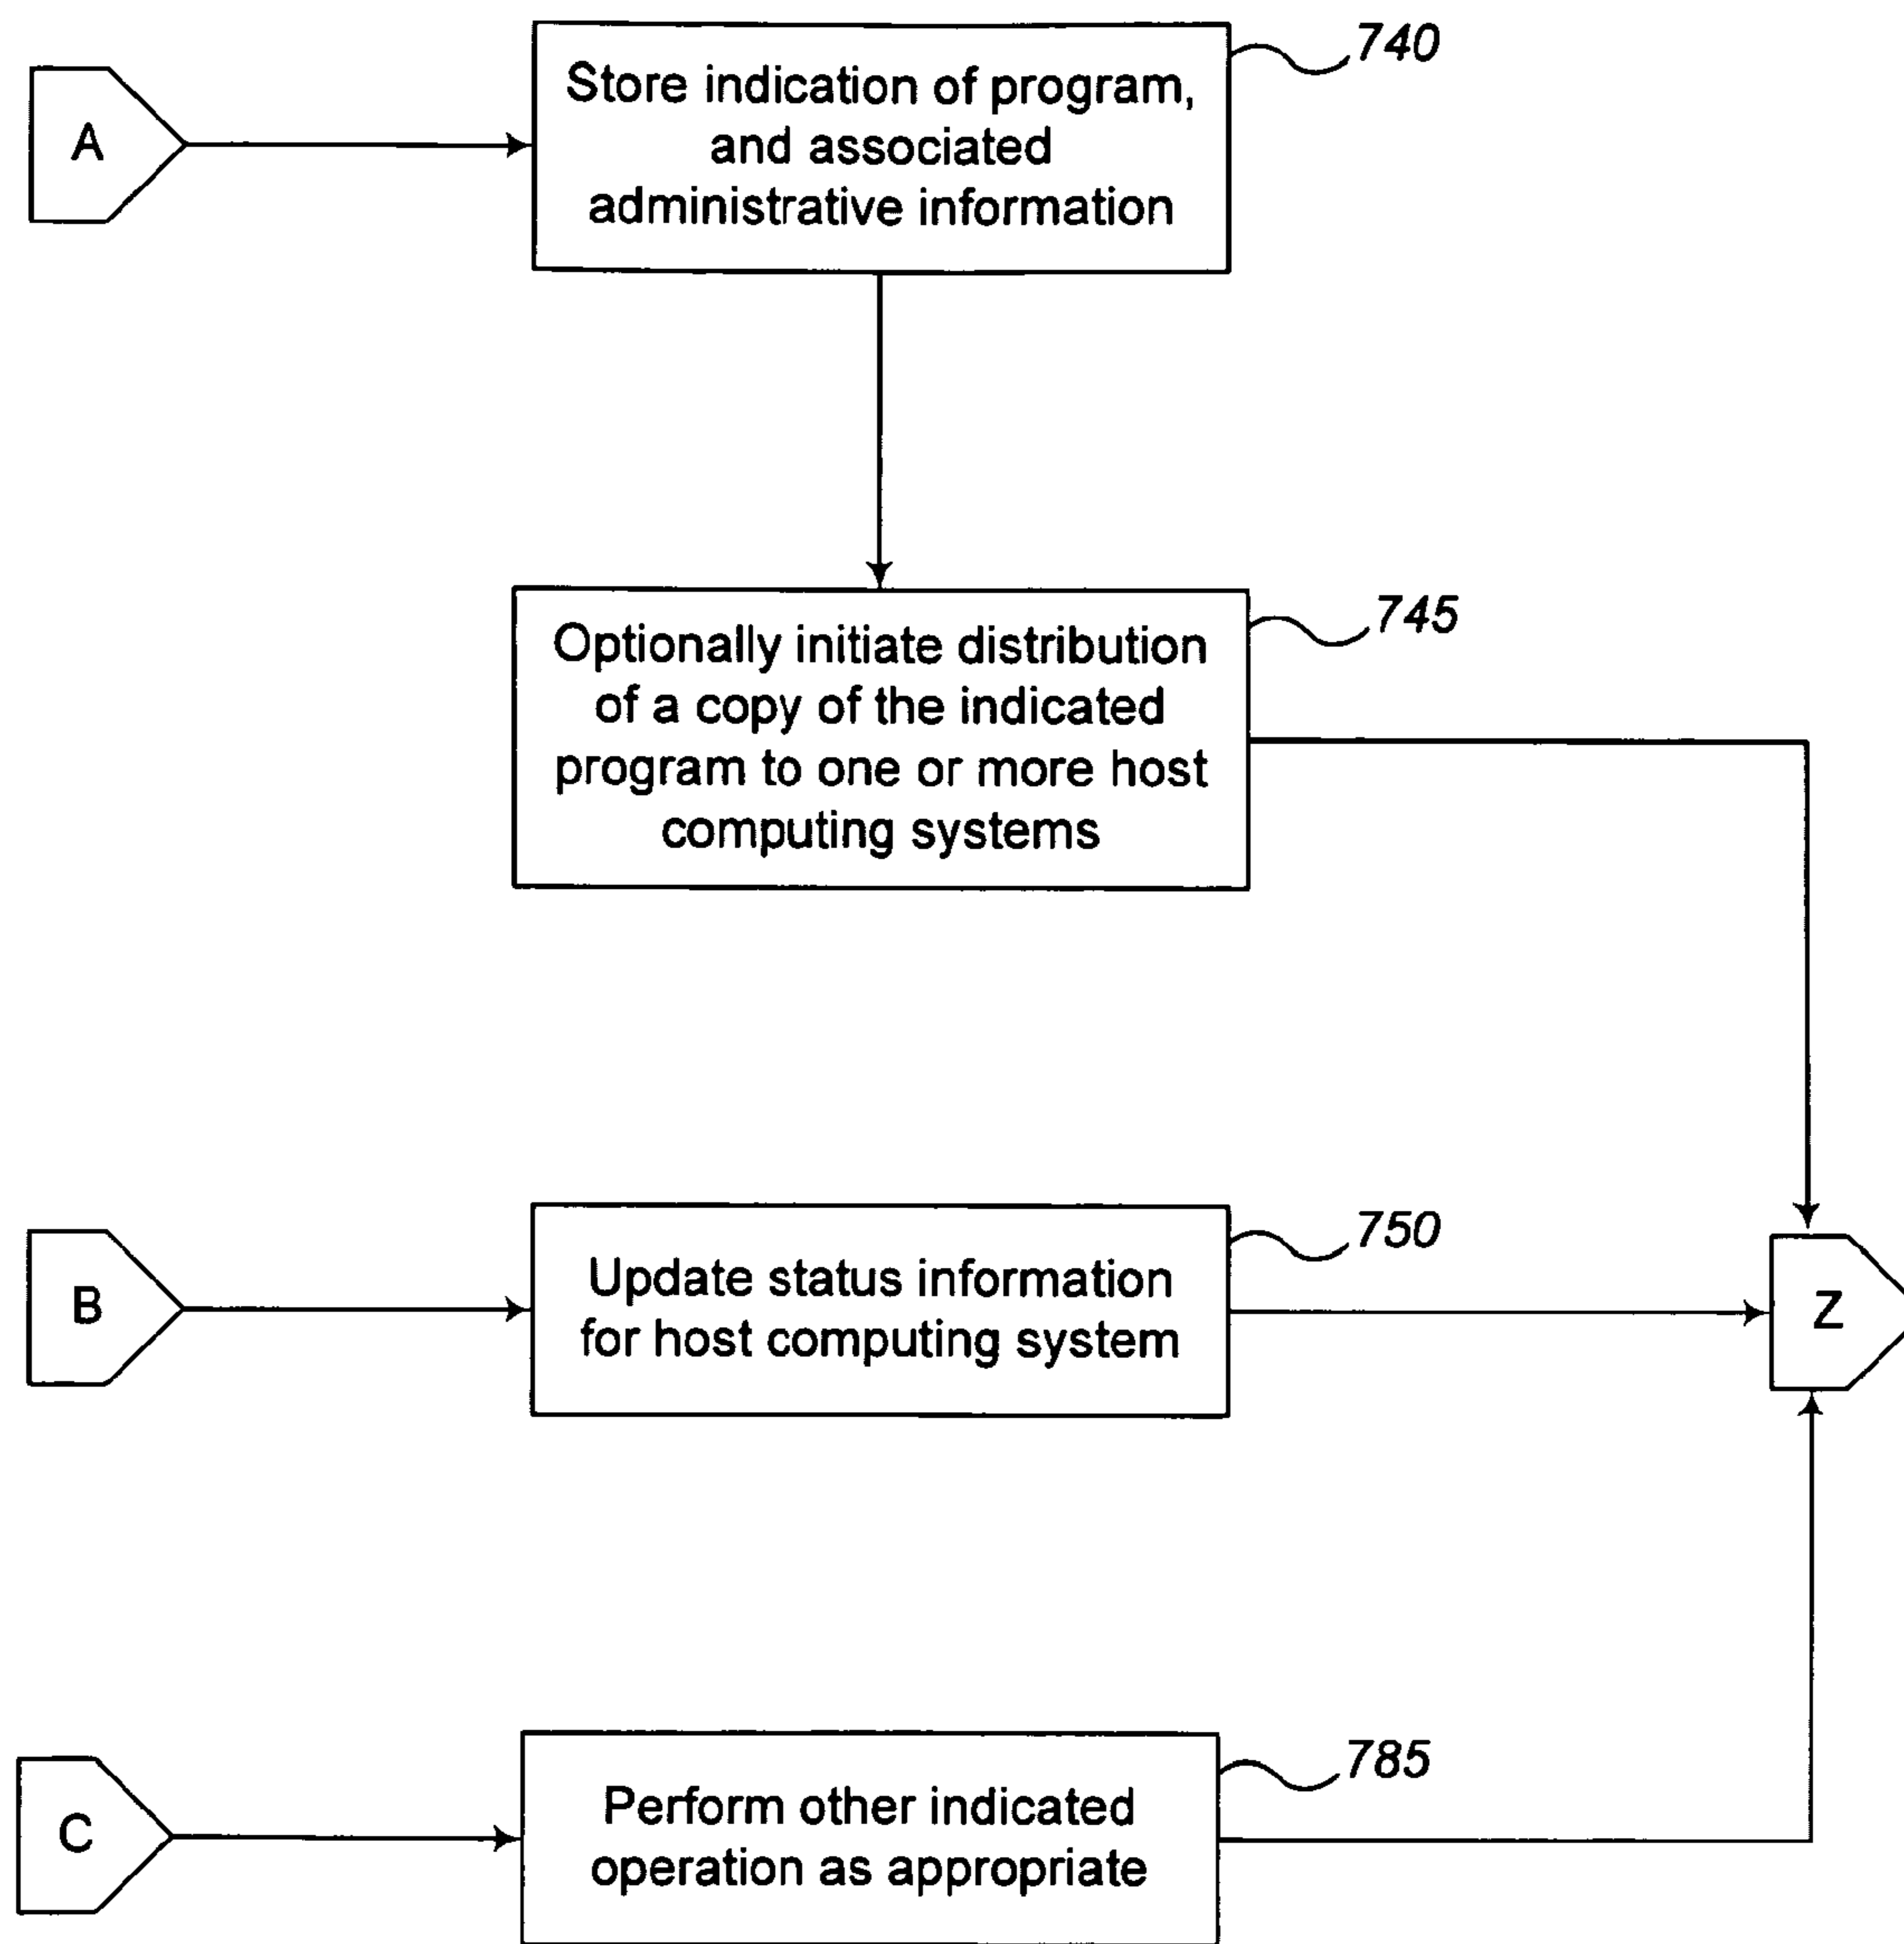 A
Store indication of program,
and associated
administrative information
740
Optionally initiate distribution
of a copy of the indicated
program to one or more host
computing systems
745
B
Update status information
for host computing system
750
Z
C
Perform other indicated
operation as appropriate
785